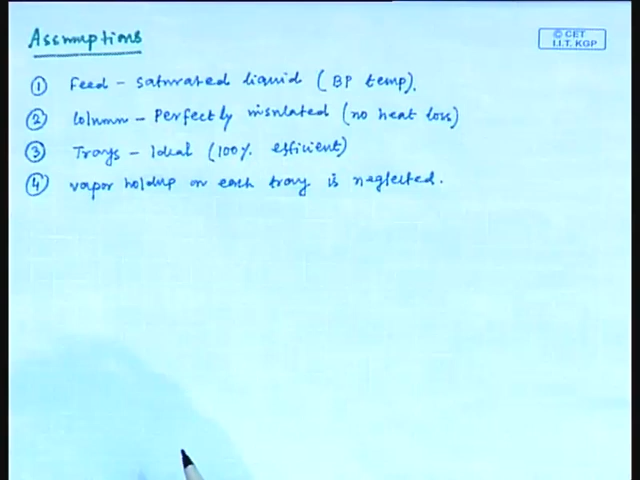 Assumptions
© CET
I.I.T. KGP
① Feed - saturated liquid (BP temp).
② Column - Perfectly insulated (no heat loss)
③ Trays - Ideal (100% efficient)
④ vapor holdup on each tray is neglected.